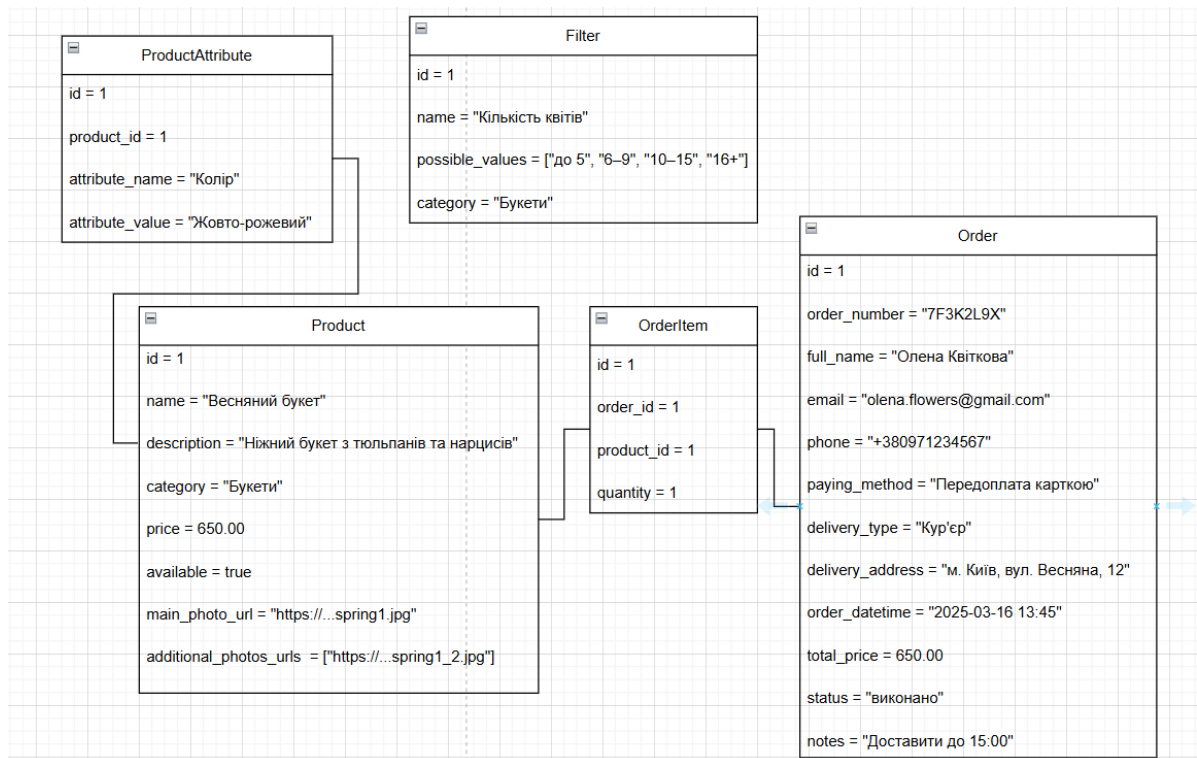 ProductAttribute
id = 1
product_id = 1
attribute_name = "Колір"
attribute_value = "Жовто-рожевий"
Filter
id = 1
name = "Кількість квітів"
possible_values = ["до 5", "6–9", "10–15", "16+"]
category = "Букети"
Product
id = 1
name = "Весняний букет"
description = "Ніжний букет з тюльпанів та нарцисів"
category = "Букети"
price = 650.00
available = true
main_photo_url = "https://...spring1.jpg"
additional_photos_urls  = ["https://...spring1_2.jpg"]
OrderItem
id = 1
order_id = 1
product_id = 1
quantity = 1
Order
id = 1
order_number = "7F3K2L9X"
full_name = "Олена Квіткова"
email = "olena.flowers@gmail.com"
phone = "+380971234567"
paying_method = "Передоплата карткою"
delivery_type = "Кур'єр"
delivery_address = "м. Київ, вул. Весняна, 12"
order_datetime = "2025-03-16 13:45"
total_price = 650.00
status = "виконано"
notes = "Доставити до 15:00"